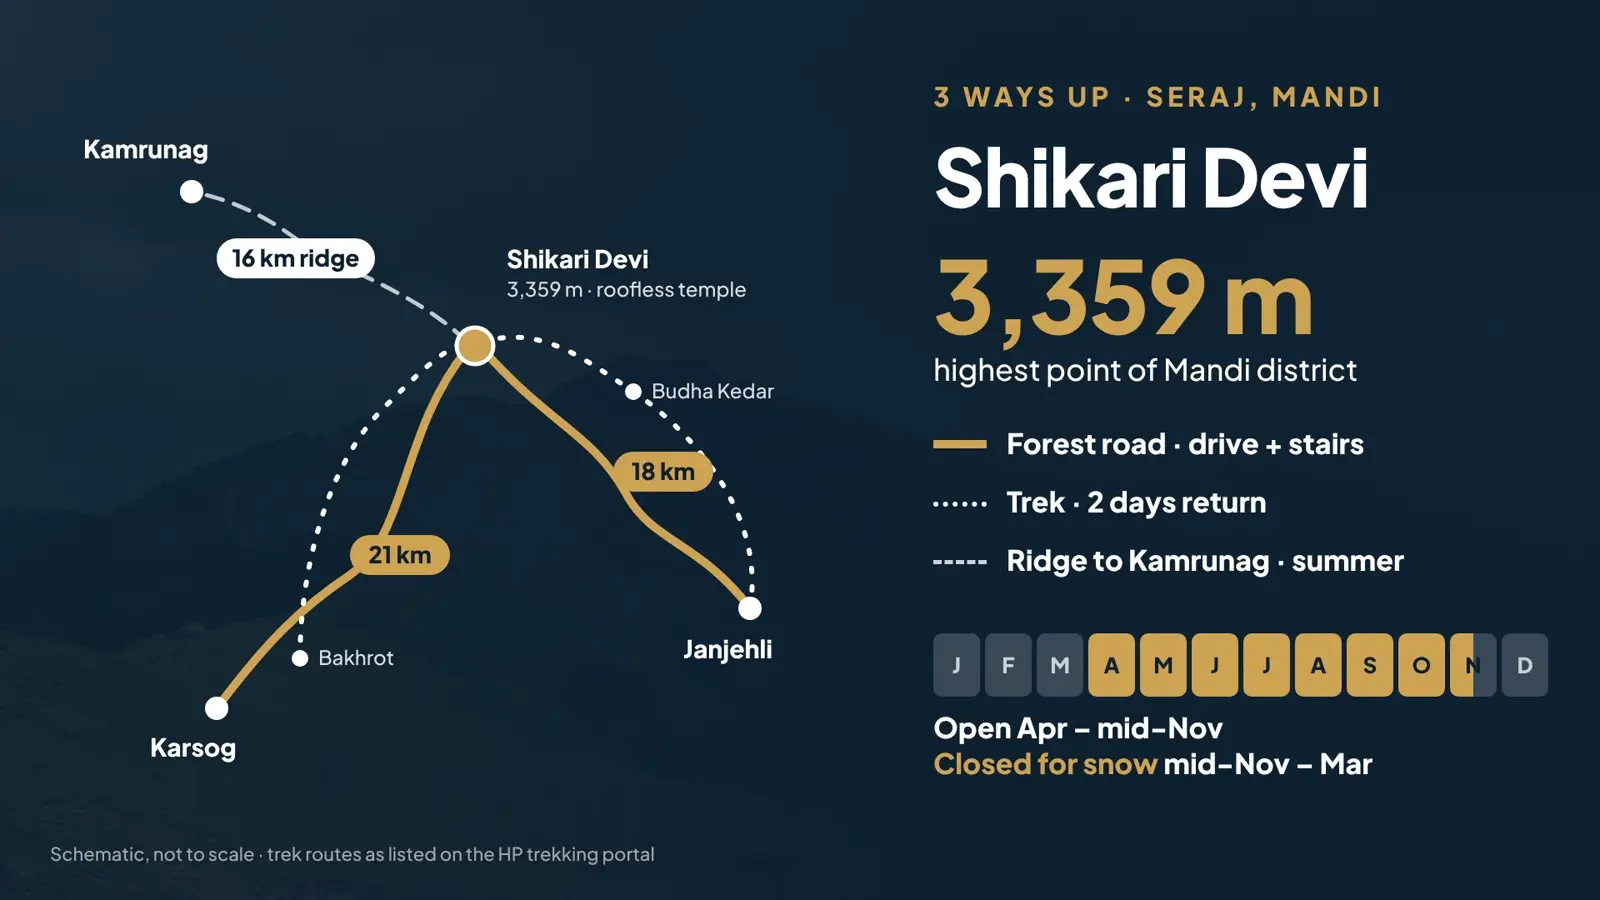 3 WAYS UP · SERAJ, MANDI
Shikari Devi
3,359 m
highest point of Mandi district
Forest road · drive + stairs
Trek · 2 days return
Ridge to Kamrunag · summer
J F M A M J J A S O N D
Open Apr – mid-Nov
Closed for snow mid-Nov – Mar
Kamrunag
16 km ridge
Shikari Devi
3,359 m · roofless temple
Budha Kedar
18 km
21 km
Janjehli
Bakhrot
Karsog
Schematic, not to scale · trek routes as listed on the HP trekking portal